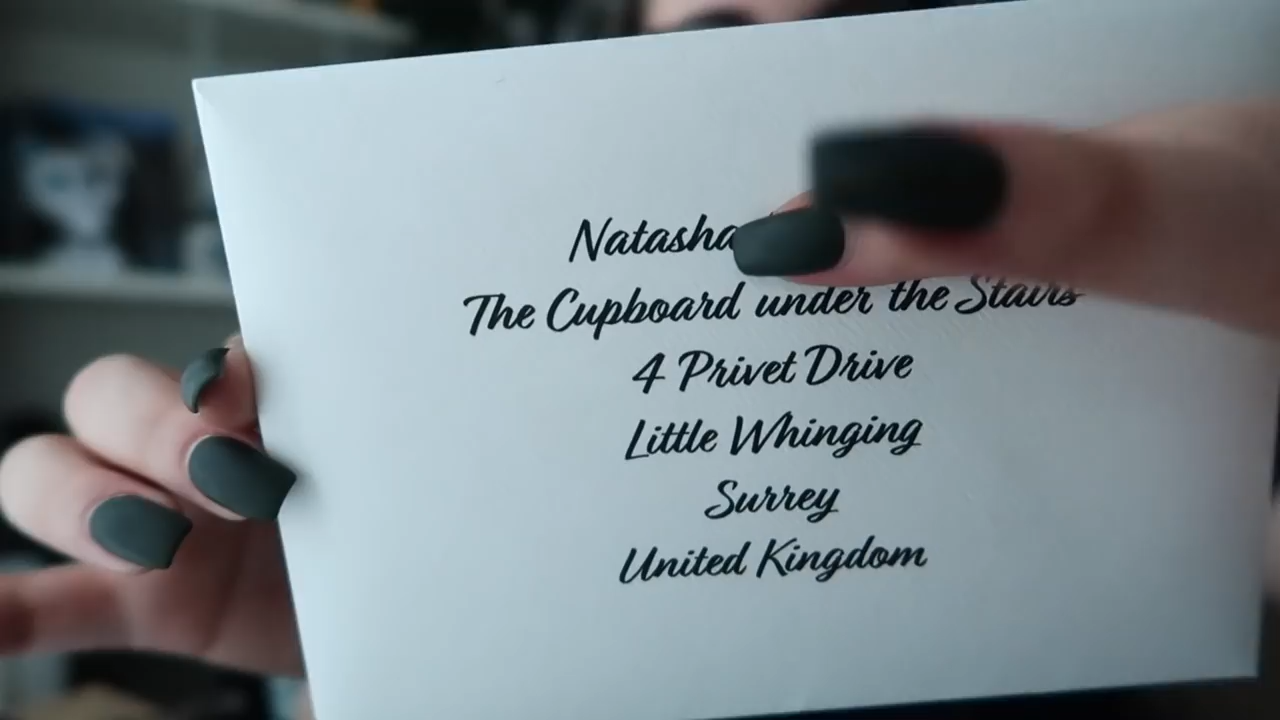 Natasha
The Cupboard under the Stairs
4 Privet Drive
Little Whinging
Surrey
United Kingdom